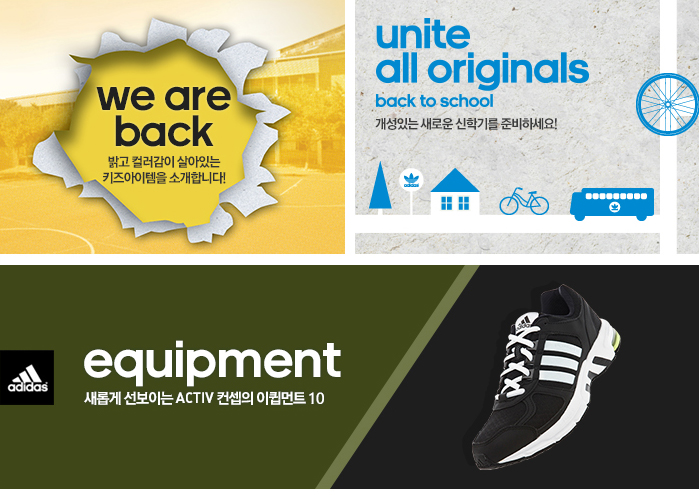 we are
back
밝고 컬러감이 살아있는
키즈아이템을 소개합니다!
unite
all originals
back to school
개성있는 새로운 신학기를 준비하세요!
adidas
adidas
equipment
새롭게 선보이는 ACTIV 컨셉의 이큅먼트 10